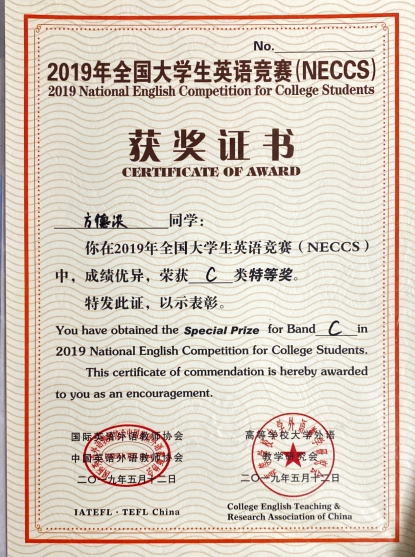 No.
2019年全国大学生英语竞赛(NECCS)
2019 National English Competition for College Students
获奖证书
CERTIFICATE OF AWARD
同学：
你在2019年全国大学生英语竞赛（NECCS）
中，成绩优异，荣获 C 类特等奖。
特发此证，以示表彰。
You have obtained the Special Prize for Band C in
2019 National English Competition for College Students.
This certificate of commendation is hereby awarded
to you as an encouragement.
国际英语外语教师协会 高等学校大学外语
中国英语外语教师协会 教学研究会
二〇一九年五月十二日 二〇一九年五月十二日
IATEFL · TEFL China College English Teaching &
Research Association of China